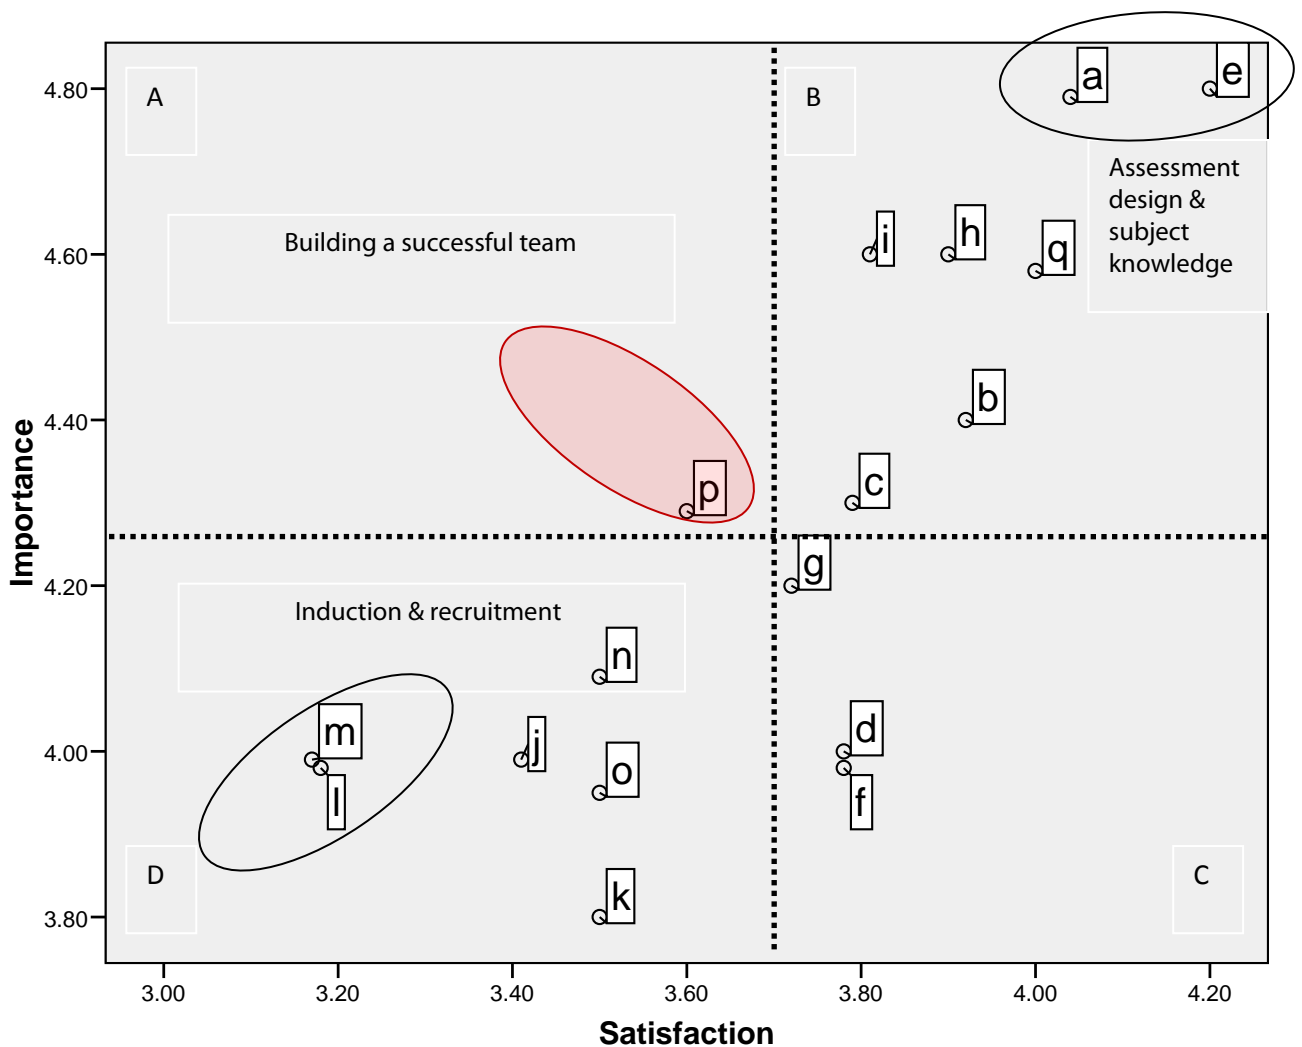 a
e
4.80
A
B
Assessment
design &
subject
knowledge
i
h
q
Building a successful team
4.60
b
4.40
c
p
Importance
g
4.20
Induction & recruitment
n
m
j
d
4.00
o
l
f
D
C
k
3.80
3.00
3.20
3.40
3.60
3.80
4.00
4.20
Satisfaction